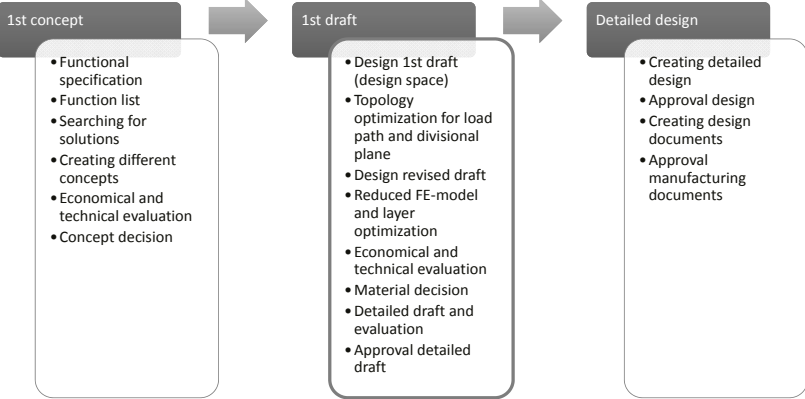 1st concept
• Functional
specification
• Function list
• Searching for
solutions
• Creating different
concepts
• Economical and
technical evaluation
• Concept decision
1st draft
• Design 1st draft
(design space)
• Topology
optimization for load
path and divisional
plane
• Design revised draft
• Reduced FE-model
and layer
optimization
• Economical and
technical evaluation
• Material decision
• Detailed draft and
evaluation
• Approval detailed
draft
Detailed design
• Creating detailed
design
• Approval design
• Creating design
documents
• Approval
manufacturing
documents